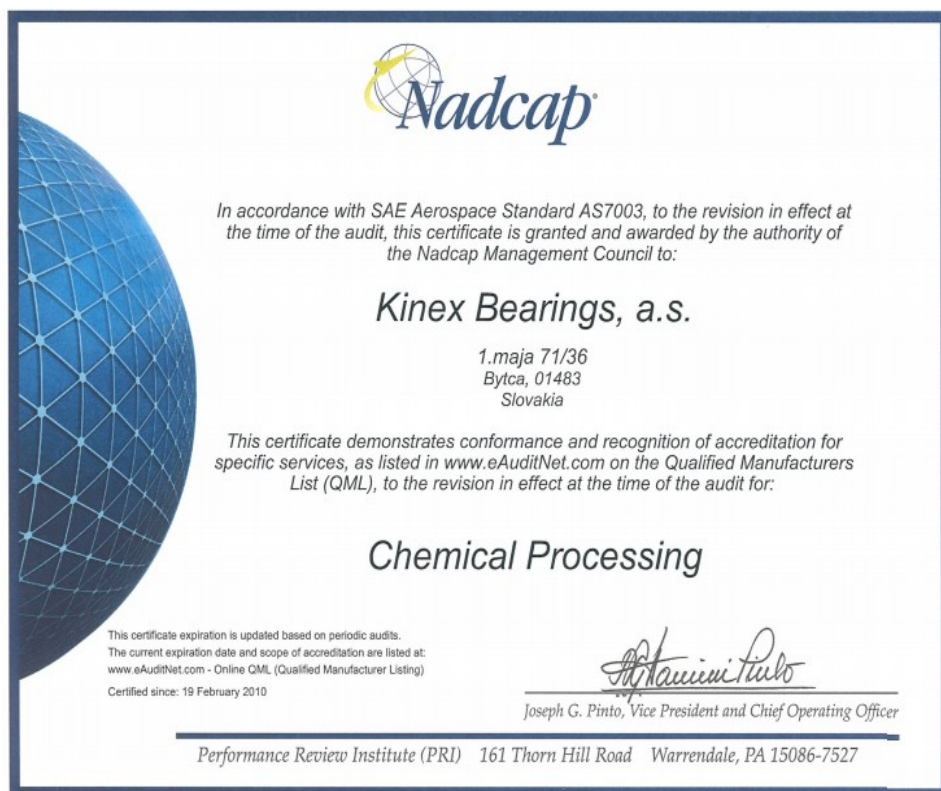 Nadcap®
In accordance with SAE Aerospace Standard AS7003, to the revision in effect at
the time of the audit, this certificate is granted and awarded by the authority of
the Nadcap Management Council to:
Kinex Bearings, a.s.
1.maja 71/36
Bytca, 01483
Slovakia
This certificate demonstrates conformance and recognition of accreditation for
specific services, as listed in www.eAuditNet.com on the Qualified Manufacturers
List (QML), to the revision in effect at the time of the audit for:
Chemical Processing
This certificate expiration is updated based on periodic audits.
The current expiration date and scope of accreditation are listed at:
www.eAuditNet.com - Online QML (Qualified Manufacturer Listing)
Certified since: 19 February 2010
Joseph G. Pinto, Vice President and Chief Operating Officer
Performance Review Institute (PRI) 161 Thorn Hill Road Warrendale, PA 15086-7527